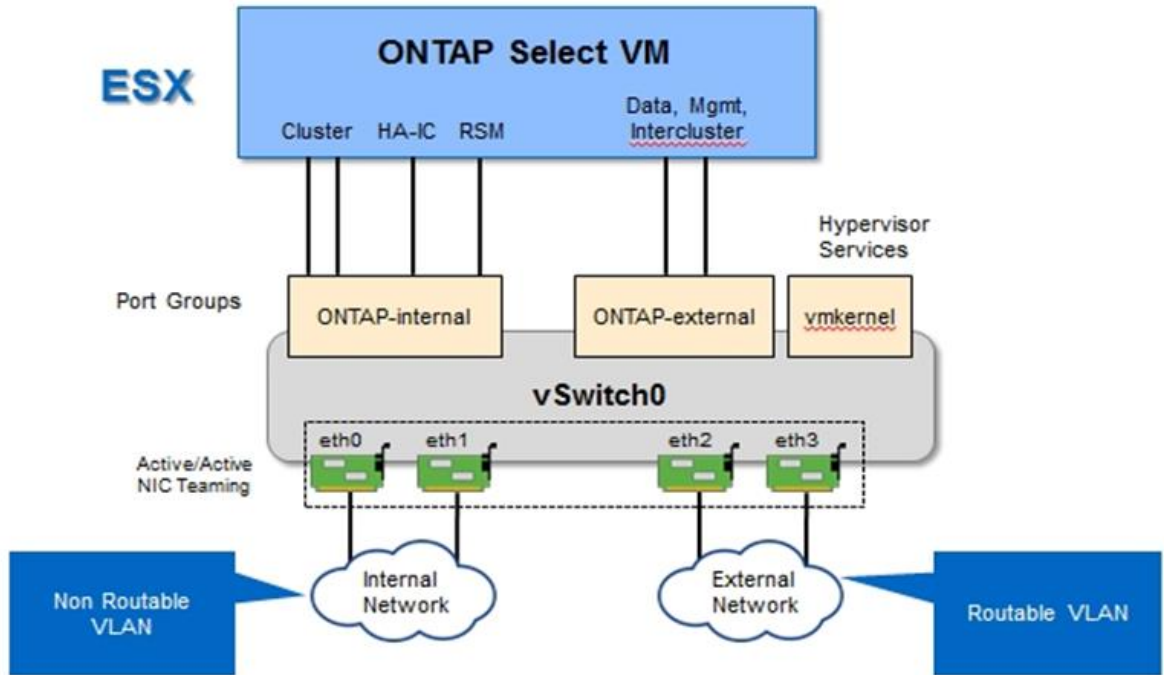 ONTAP Select VM
ESX
Cluster HA-IC RSM
Data, Mgmt,
Intercluster
Hypervisor
Services
Port Groups
ONTAP-internal
ONTAP-external
vmkernel
vSwitch0
eth0
eth1
eth2
eth3
Active/Active
NIC Teaming
Non Routable
VLAN
Internal
Network
External
Network
Routable VLAN